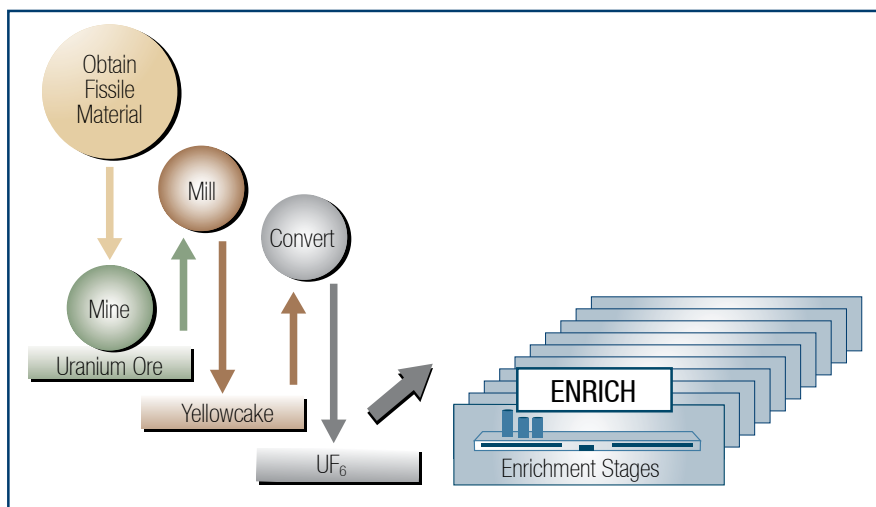 Obtain
Fissile
Material
Mill
Convert
Mine
Uranium Ore
Yellowcake
UF₆
ENRICH
Enrichment Stages